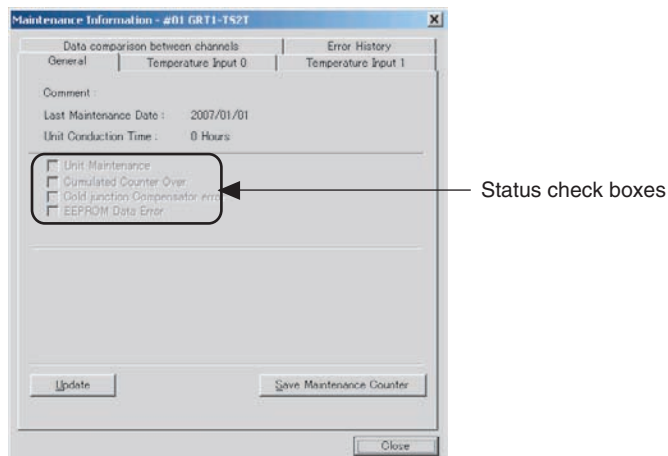 Maintenance Information - #01 GRT1-TS2T
Data comparison between channels
Error History
General
Temperature Input 0
Temperature Input 1
Comment :
Last Maintenance Date : 2007/01/01
Unit Conduction Time : 0 Hours
Unit Maintenance
Cumulated Counter Over
Cold junction Compensator error
EEPROM Data Error
Status check boxes
Update
Save Maintenance Counter
Close